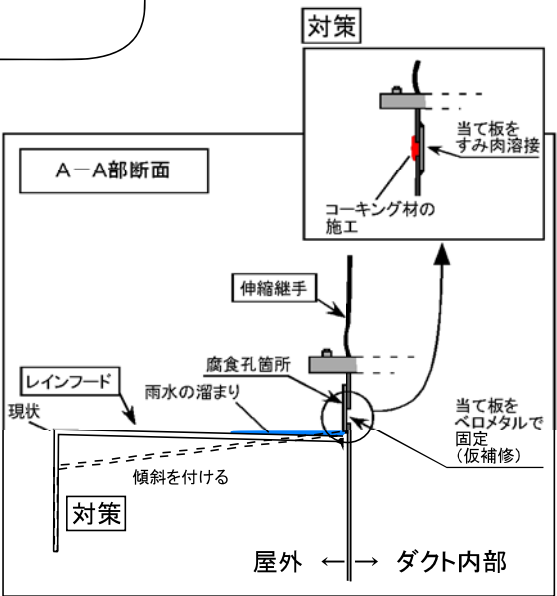 対策
当て板を
すみ肉溶接
コーキング材の
施工
A－A部断面
伸縮継手
腐食孔箇所
レインフード
雨水の溜まり
現状
当て板を
ベロメタルで
固定
（仮補修）
傾斜を付ける
対策
屋外 ←→ ダクト内部